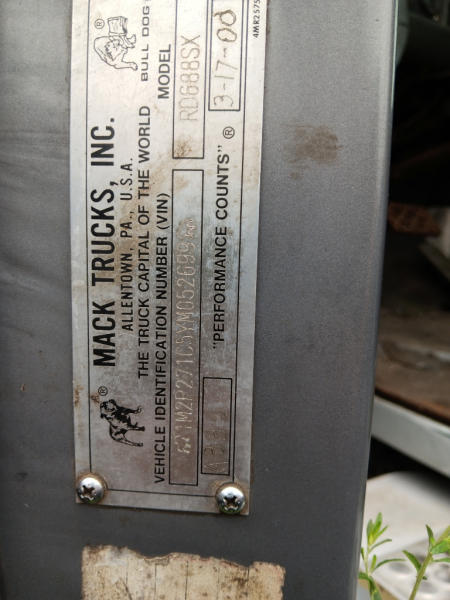 ®
MACK TRUCKS, INC.
ALLENTOWN, PA., U.S.A.
THE TRUCK CAPITAL OF THE WORLD
®
BULL DOG
VEHICLE IDENTIFICATION NUMBER (VIN)
MODEL
RD688SX
"PERFORMANCE COUNTS" ®
3-17-00
4MR2575